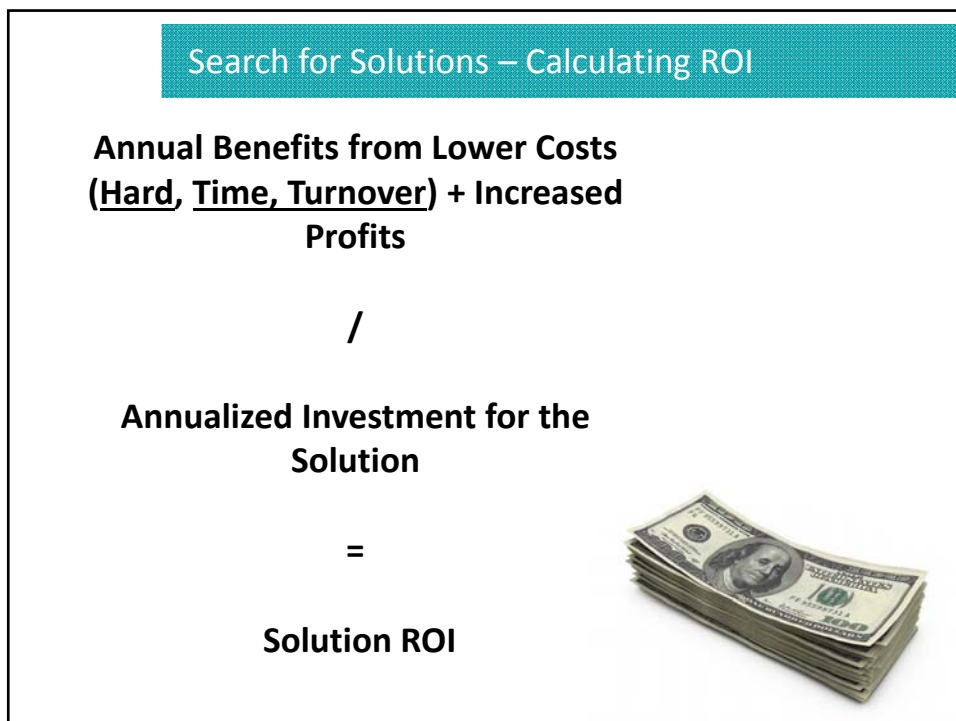 Search for Solutions – Calculating ROI
Annual Benefits from Lower Costs
(Hard, Time, Turnover) + Increased
Profits
/
Annualized Investment for the
Solution
=
Solution ROI
100